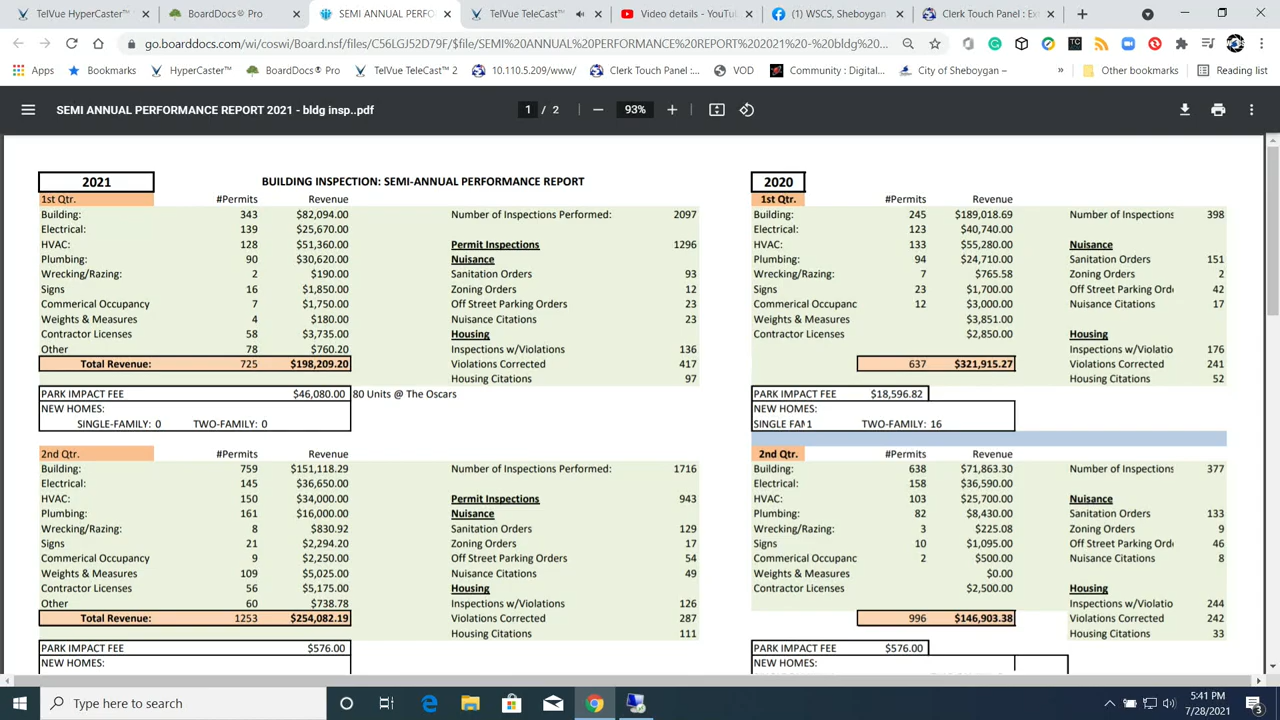 TelVue HyperCaster™
BoardDocs® Pro
SEMI ANNUAL PERFO
TelVue TeleCast™
Video details - YouTu
(1) WSCS, Sheboygan
Clerk Touch Panel : Ex
go.boarddocs.com/wi/coswi/Board.nsf/files/C56LGJ52D79F/$file/SEMI%20ANNUAL%20PERFORMANCE%20REPORT%202021%20-%20bldg%...
Apps
Bookmarks
HyperCaster™
BoardDocs® Pro
TelVue TeleCast™ 2
10.110.5.209/www/
Clerk Touch Panel :...
VOD
Community : Digital...
City of Sheboygan –
»
Other bookmarks
Reading list
SEMI ANNUAL PERFORMANCE REPORT 2021 - bldg insp..pdf
1 / 2
93%
2021
BUILDING INSPECTION: SEMI-ANNUAL PERFORMANCE REPORT
1st Qtr. #Permits Revenue
Building: 343 $82,094.00 Number of Inspections Performed: 2097
Electrical: 139 $25,670.00
HVAC: 128 $51,360.00 Permit Inspections 1296
Plumbing: 90 $30,620.00 Nuisance
Wrecking/Razing: 2 $190.00 Sanitation Orders 93
Signs 16 $1,850.00 Zoning Orders 12
Commerical Occupancy 7 $1,750.00 Off Street Parking Orders 23
Weights & Measures 4 $180.00 Nuisance Citations 23
Contractor Licenses 58 $3,735.00 Housing
Other 78 $760.20 Inspections w/Violations 136
Total Revenue: 725 $198,209.20 Violations Corrected 417
Housing Citations 97
PARK IMPACT FEE $46,080.00 80 Units @ The Oscars
NEW HOMES:
SINGLE-FAMILY: 0 TWO-FAMILY: 0
2nd Qtr. #Permits Revenue
Building: 759 $151,118.29 Number of Inspections Performed: 1716
Electrical: 145 $36,650.00
HVAC: 150 $34,000.00 Permit Inspections 943
Plumbing: 161 $16,000.00 Nuisance
Wrecking/Razing: 8 $830.92 Sanitation Orders 129
Signs 21 $2,294.20 Zoning Orders 17
Commerical Occupancy 9 $2,250.00 Off Street Parking Orders 54
Weights & Measures 109 $5,025.00 Nuisance Citations 49
Contractor Licenses 56 $5,175.00 Housing
Other 60 $738.78 Inspections w/Violations 126
Total Revenue: 1253 $254,082.19 Violations Corrected 287
Housing Citations 111
PARK IMPACT FEE $576.00
NEW HOMES:
2020
1st Qtr. #Permits Revenue
Building: 245 $189,018.69 Number of Inspections 398
Electrical: 123 $40,740.00
HVAC: 133 $55,280.00 Nuisance
Plumbing: 94 $24,710.00 Sanitation Orders 151
Wrecking/Razing: 7 $765.58 Zoning Orders 2
Signs 23 $1,700.00 Off Street Parking Orde 42
Commerical Occupanc 12 $3,000.00 Nuisance Citations 17
Weights & Measures $3,851.00
Contractor Licenses $2,850.00 Housing
Inspections w/Violatio 176
637 $321,915.27 Violations Corrected 241
Housing Citations 52
PARK IMPACT FEE $18,596.82
NEW HOMES:
SINGLE FAM 1 TWO-FAMILY: 16
2nd Qtr. #Permits Revenue
Building: 638 $71,863.30 Number of Inspections 377
Electrical: 158 $36,590.00
HVAC: 103 $25,700.00 Nuisance
Plumbing: 82 $8,430.00 Sanitation Orders 133
Wrecking/Razing: 3 $225.08 Zoning Orders 9
Signs 10 $1,095.00 Off Street Parking Orde 46
Commerical Occupanc 2 $500.00 Nuisance Citations 8
Weights & Measures $0.00
Contractor Licenses $2,500.00 Housing
Inspections w/Violatio 244
996 $146,903.38 Violations Corrected 242
Housing Citations 33
PARK IMPACT FEE $576.00
NEW HOMES:
Type here to search
5:41 PM
7/28/2021
3